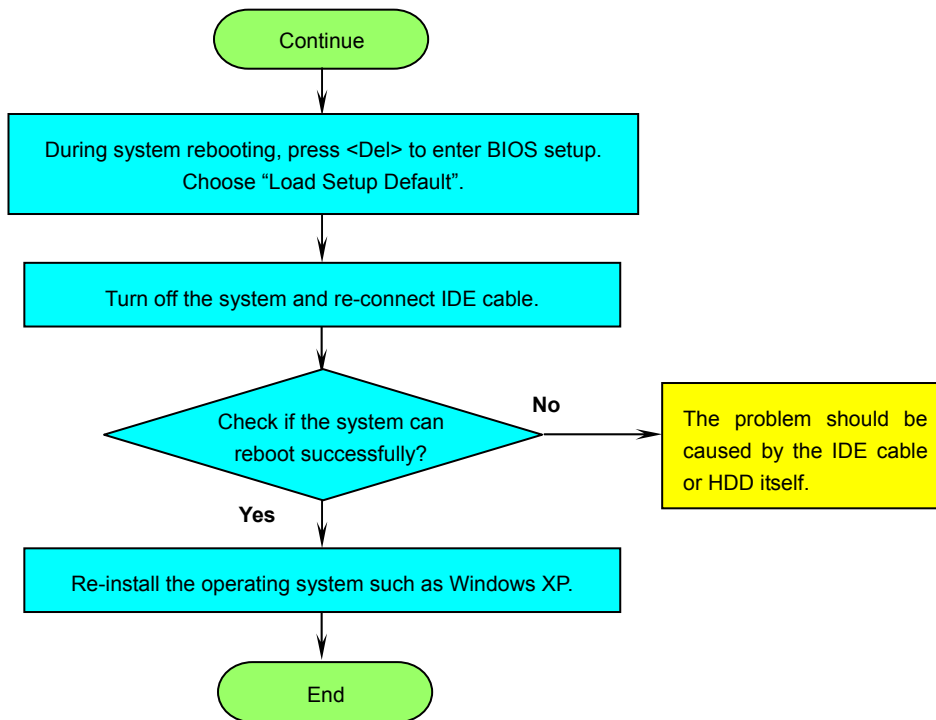 Continue
During system rebooting, press <Del> to enter BIOS setup.
Choose “Load Setup Default”.
Turn off the system and re-connect IDE cable.
Check if the system can
reboot successfully?
No
The problem should be
caused by the IDE cable
or HDD itself.
Yes
Re-install the operating system such as Windows XP.
End